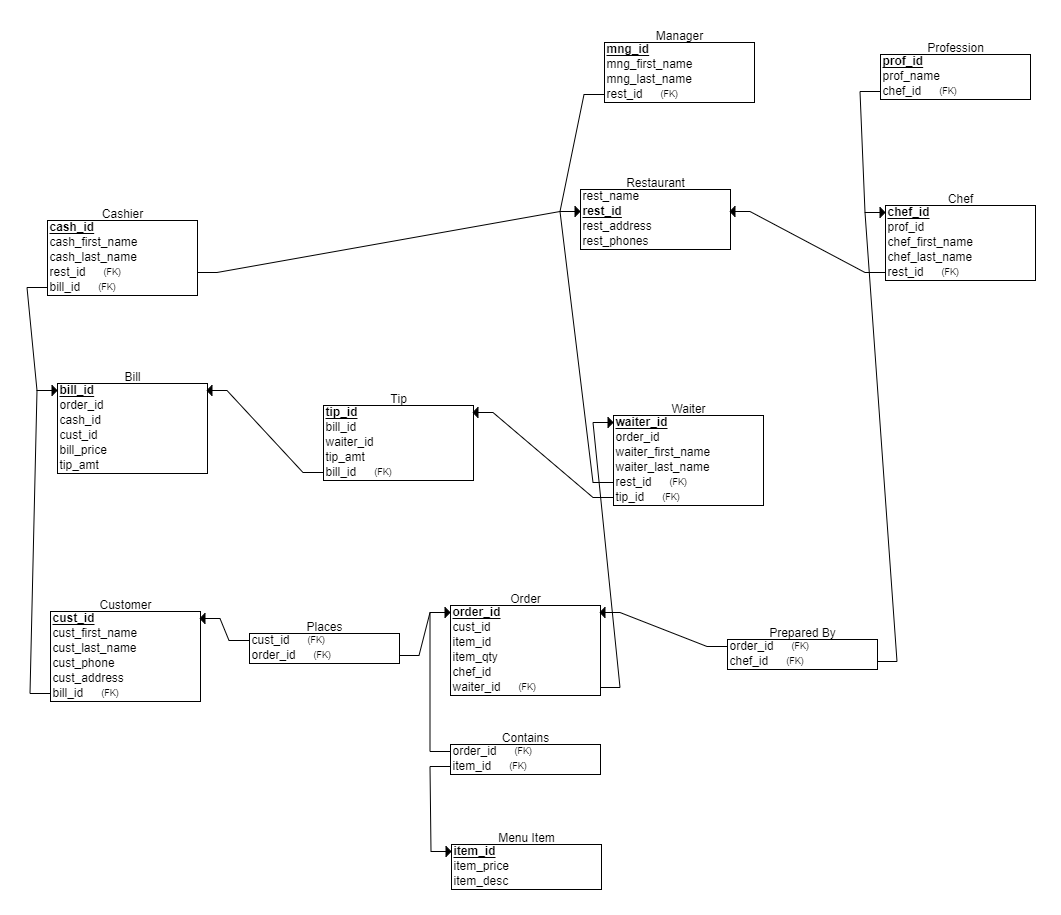 Manager
mng_id
mng_first_name
mng_last_name
rest_id (FK)
Profession
prof_id
prof_name
chef_id (FK)
Cashier
cash_id
cash_first_name
cash_last_name
rest_id (FK)
bill_id (FK)
Restaurant
rest_name
rest_id
rest_address
rest_phones
Chef
chef_id
prof_id
chef_first_name
chef_last_name
rest_id (FK)
Bill
bill_id
order_id
cash_id
cust_id
bill_price
tip_amt
Tip
tip_id
bill_id
waiter_id
tip_amt
bill_id (FK)
Waiter
waiter_id
order_id
waiter_first_name
waiter_last_name
rest_id (FK)
tip_id (FK)
Customer
cust_id
cust_first_name
cust_last_name
cust_phone
cust_address
bill_id (FK)
Places
cust_id (FK)
order_id (FK)
Order
order_id
cust_id
item_id
item_qty
chef_id
waiter_id (FK)
Prepared By
order_id (FK)
chef_id (FK)
Contains
order_id (FK)
item_id (FK)
Menu Item
item_id
item_price
item_desc